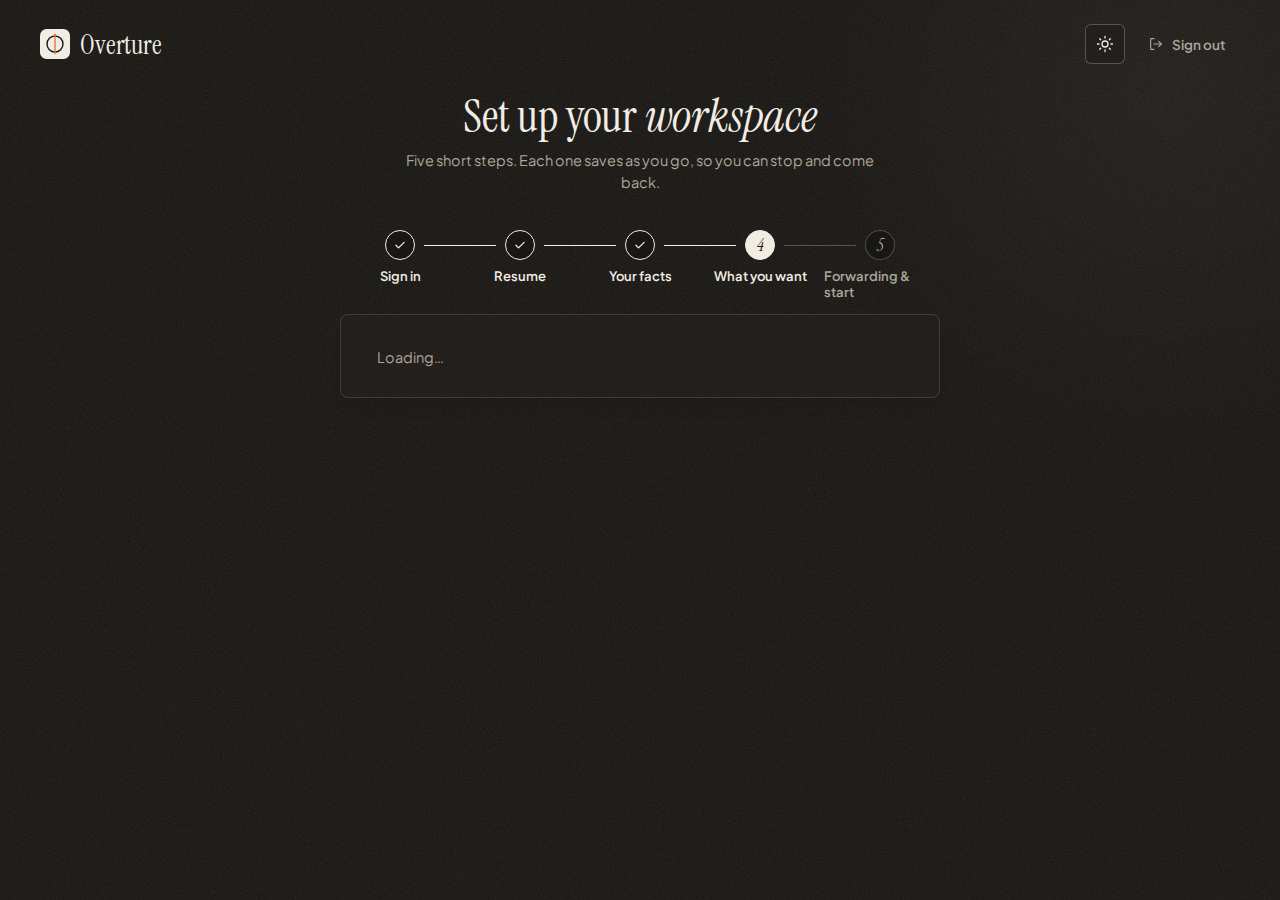 Overture
Sign out
Set up your workspace
Five short steps. Each one saves as you go, so you can stop and come
back.
4
5
Sign in
Resume
Your facts
What you want
Forwarding &
start
Loading...